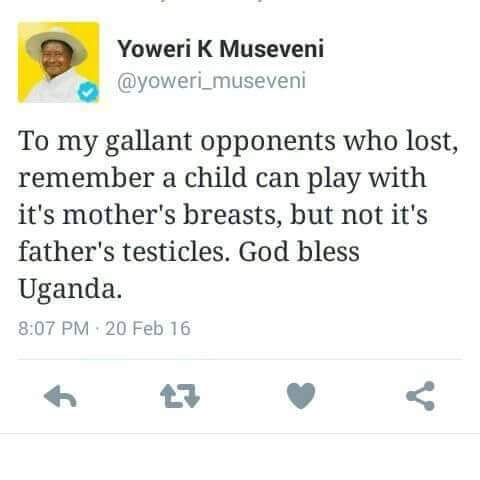 Yoweri K Museveni
@yoweri_museveni
To my gallant opponents who lost,
remember a child can play with
it's mother's breasts, but not it's
father's testicles. God bless
Uganda.
8:07 PM · 20 Feb 16